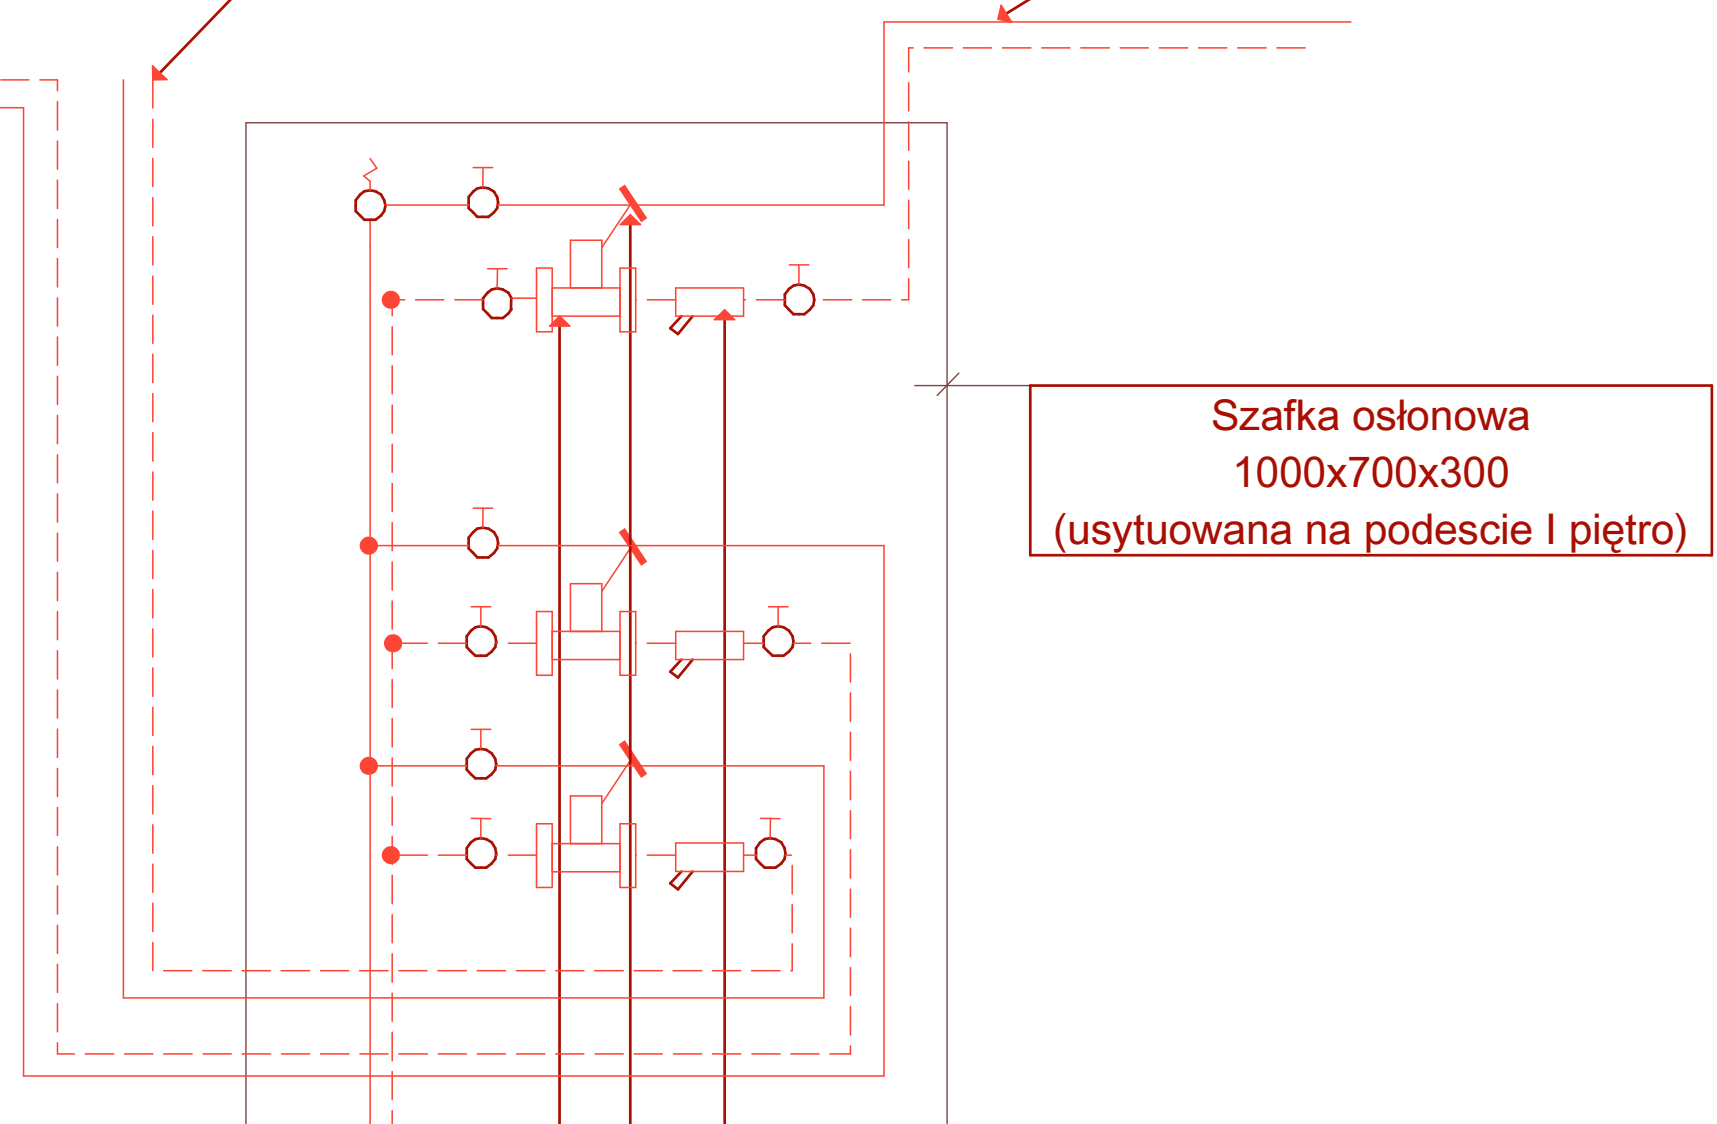 Szafka osłonowa
1000x700x300
(usytuowana na podescie I piętro)